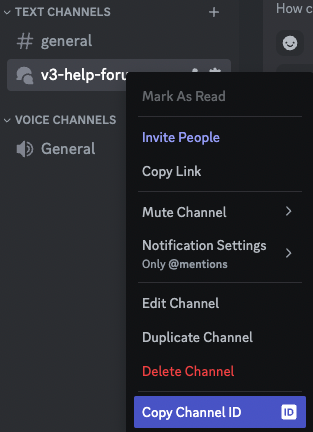 TEXT CHANNELS
How c
general
v3-help-foru
VOICE CHANNELS
General
Mark As Read
Invite People
Copy Link
Mute Channel
Notification Settings
Only @mentions
Edit Channel
Duplicate Channel
Delete Channel
Copy Channel ID
ID